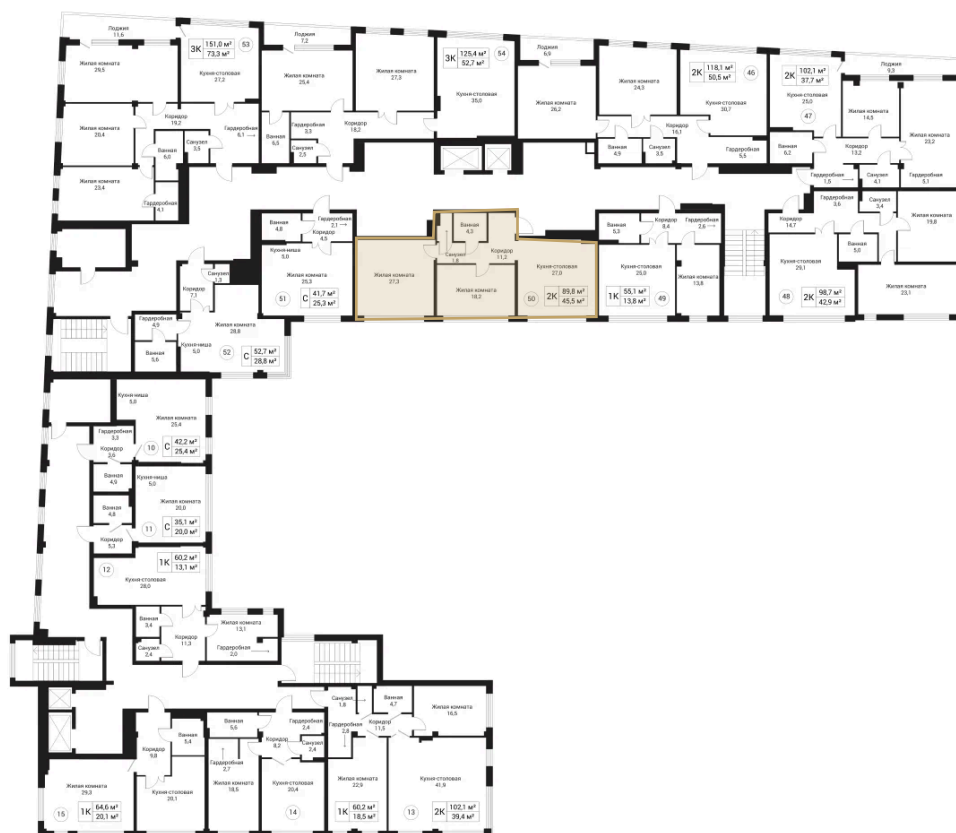 Лоджия
11,6
Жилая комната
29,5
3К
151,0 м²
73,3 м²
53
Кухня-столовая
27,2
Лоджия
7,2
Жилая комната
25,4
Жилая комната
27,3
3К
125,4 м²
52,7 м²
54
Кухня-столовая
35,0
Лоджия
6,9
Жилая комната
26,2
Жилая комната
24,3
2К
118,1 м²
50,5 м²
46
Кухня-столовая
30,7
2К
102,1 м²
37,7 м²
Кухня-столовая
25,0
47
Лоджия
9,3
Жилая комната
14,5
Жилая комната
23,2
Коридор
19,2
Жилая комната
20,4
Ванная
6,0
Санузел
3,5
Гардеробная
6,1
Ванная
6,5
Гардеробная
3,3
Санузел
2,5
Коридор
18,2
Коридор
16,1
Ванная
4,9
Санузел
3,5
Гардеробная
5,5
Ванная
6,2
Коридор
13,2
Гардеробная
1,5
Санузел
4,1
Гардеробная
5,1
Жилая комната
23,4
Гардеробная
4,1
Ванная
4,8
Гардеробная
2,1
Коридор
4,5
Кухня-ниша
5,0
Жилая комната
25,3
51
С
41,7 м²
25,3 м²
Жилая комната
27,3
Ванная
4,3
Санузел
1,8
Коридор
11,2
Жилая комната
18,2
Кухня-столовая
27,0
50
2К
89,8 м²
45,5 м²
Ванная
5,3
Коридор
8,4
Гардеробная
2,6
Кухня-столовая
25,0
Жилая комната
13,8
1К
55,1 м²
13,8 м²
49
Гардеробная
3,6
Санузел
3,4
Коридор
14,7
Ванная
5,0
Жилая комната
19,8
Кухня-столовая
29,1
48
2К
98,7 м²
42,9 м²
Жилая комната
23,1
Санузел
1,3
Коридор
7,1
Гардеробная
4,9
Жилая комната
28,8
Кухня-ниша
5,0
Ванная
5,6
52
С
52,7 м²
28,8 м²
Кухня-ниша
5,0
Жилая комната
25,4
Гардеробная
3,3
Коридор
3,6
10
С
42,2 м²
25,4 м²
Ванная
4,9
Кухня-ниша
5,0
Жилая комната
20,0
Ванная
4,8
11
С
35,1 м²
20,0 м²
Коридор
5,3
1К
60,2 м²
13,1 м²
12
Кухня-столовая
28,0
Ванная
3,4
Санузел
2,4
Коридор
11,3
Жилая комната
13,1
Гардеробная
2,0
Санузел
1,8
Ванная
4,7
Жилая комната
16,5
Гардеробная
2,8
Коридор
11,5
Ванная
5,6
Гардеробная
2,4
Коридор
8,2
Санузел
2,4
Ванная
5,4
Коридор
9,8
Гардеробная
2,7
Жилая комната
18,5
Кухня-столовая
20,4
14
Жилая комната
29,3
15
1К
64,6 м²
20,1 м²
Кухня-столовая
20,1
Жилая комната
22,9
1К
60,2 м²
18,5 м²
Кухня-столовая
41,9
13
2К
102,1 м²
39,4 м²